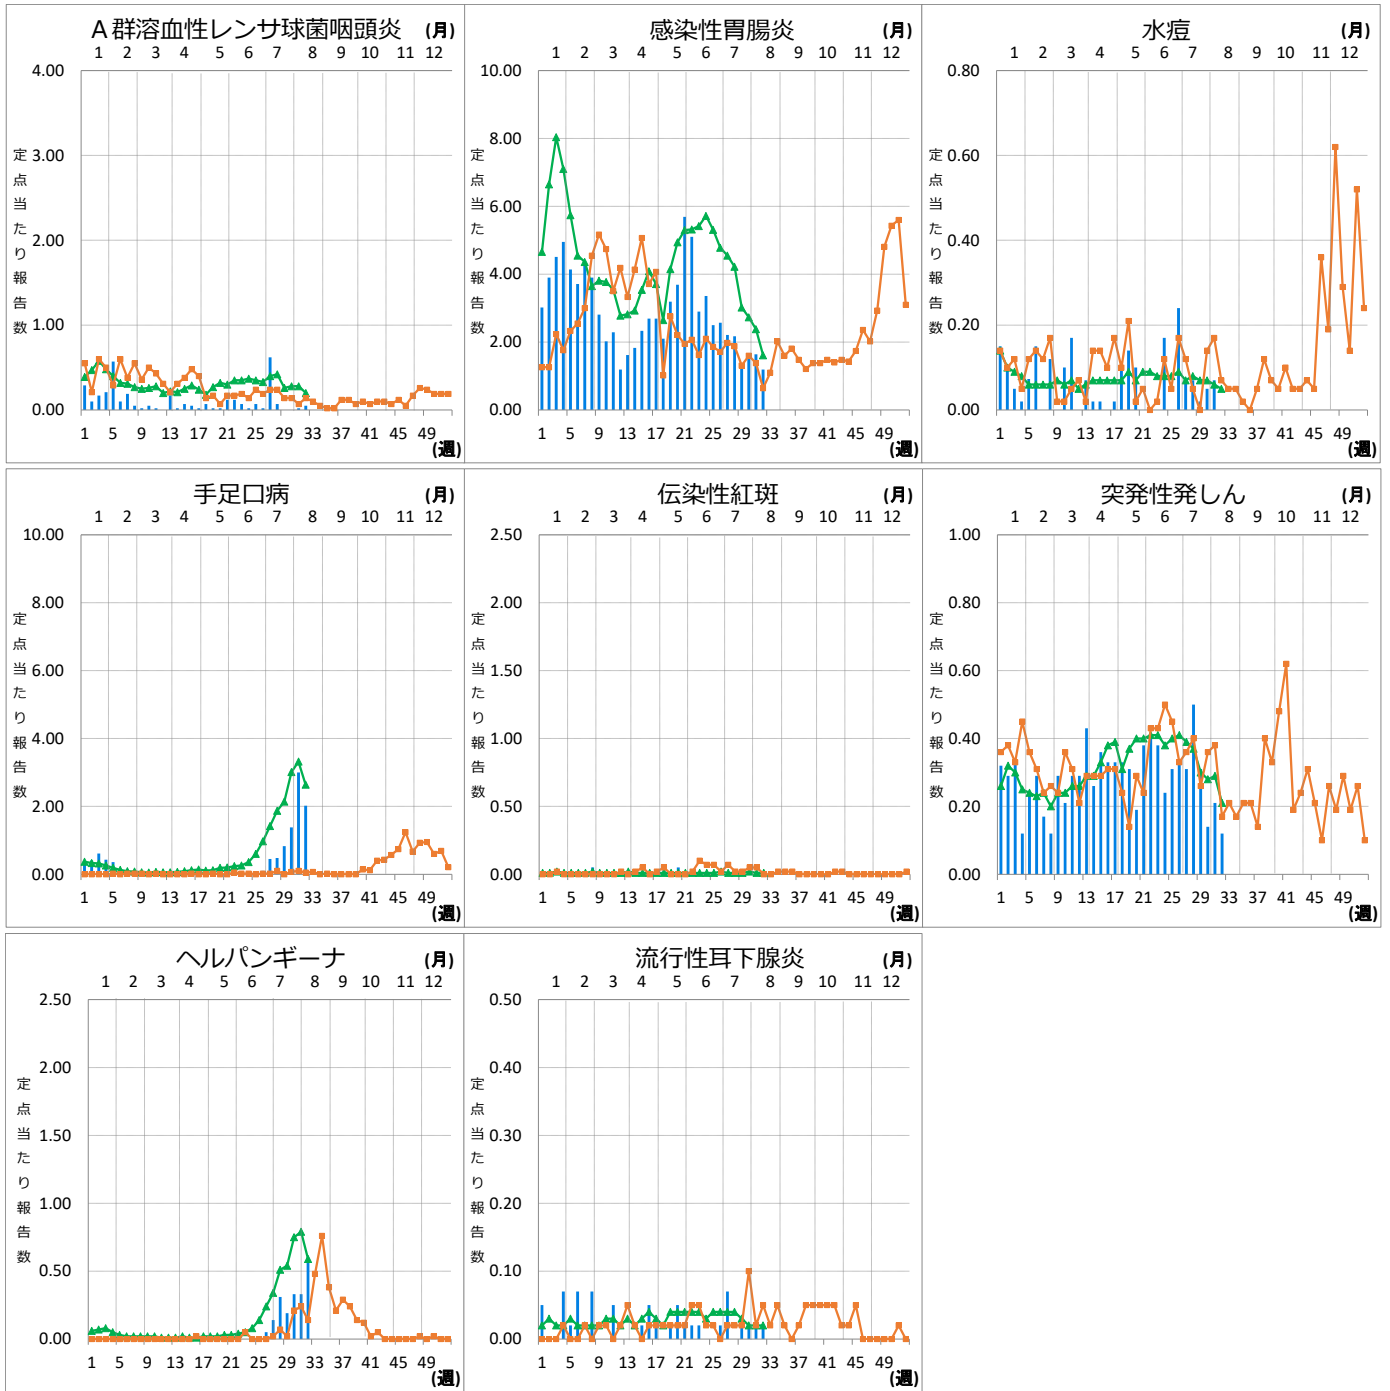 A群溶血性レンサ球菌咽頭炎 (月)
1 2 3 4 5 6 7 8 9 10 11 12
4.00
3.00
2.00
1.00
0.00
定点当たり報告数
1 5 9 13 17 21 25 29 33 37 41 45 49
(週)
感染性胃腸炎 (月)
1 2 3 4 5 6 7 8 9 10 11 12
10.00
8.00
6.00
4.00
2.00
0.00
定点当たり報告数
1 5 9 13 17 21 25 29 33 37 41 45 49
(週)
水痘 (月)
1 2 3 4 5 6 7 8 9 10 11 12
0.80
0.60
0.40
0.20
0.00
定点当たり報告数
1 5 9 13 17 21 25 29 33 37 41 45 49
(週)
手足口病 (月)
1 2 3 4 5 6 7 8 9 10 11 12
10.00
8.00
6.00
4.00
2.00
0.00
定点当たり報告数
1 5 9 13 17 21 25 29 33 37 41 45 49
(週)
伝染性紅斑 (月)
1 2 3 4 5 6 7 8 9 10 11 12
2.50
2.00
1.50
1.00
0.50
0.00
定点当たり報告数
1 5 9 13 17 21 25 29 33 37 41 45 49
(週)
突発性発しん (月)
1 2 3 4 5 6 7 8 9 10 11 12
1.00
0.80
0.60
0.40
0.20
0.00
定点当たり報告数
1 5 9 13 17 21 25 29 33 37 41 45 49
(週)
ヘルパンギーナ (月)
1 2 3 4 5 6 7 8 9 10 11 12
2.50
2.00
1.50
1.00
0.50
0.00
定点当たり報告数
1 5 9 13 17 21 25 29 33 37 41 45 49
(週)
流行性耳下腺炎 (月)
1 2 3 4 5 6 7 8 9 10 11 12
0.50
0.40
0.30
0.20
0.10
0.00
定点当たり報告数
1 5 9 13 17 21 25 29 33 37 41 45 49
(週)